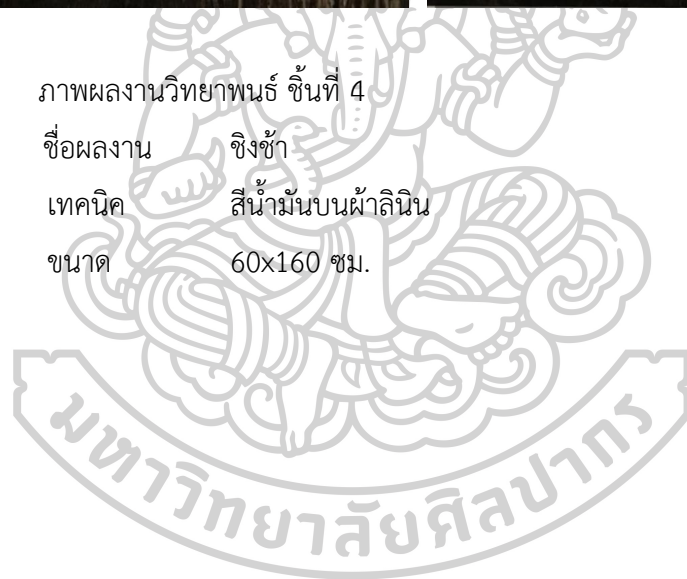 ภาพผลงานวิทยาพนธ์ ชิ้นที่ 4
ชื่อผลงาน ชิงช้า
เทคนิค สีน้ำมันบนผ้าลินิน
ขนาด 60x160 ซม.
มหาวิทยาลัยศิลปากร